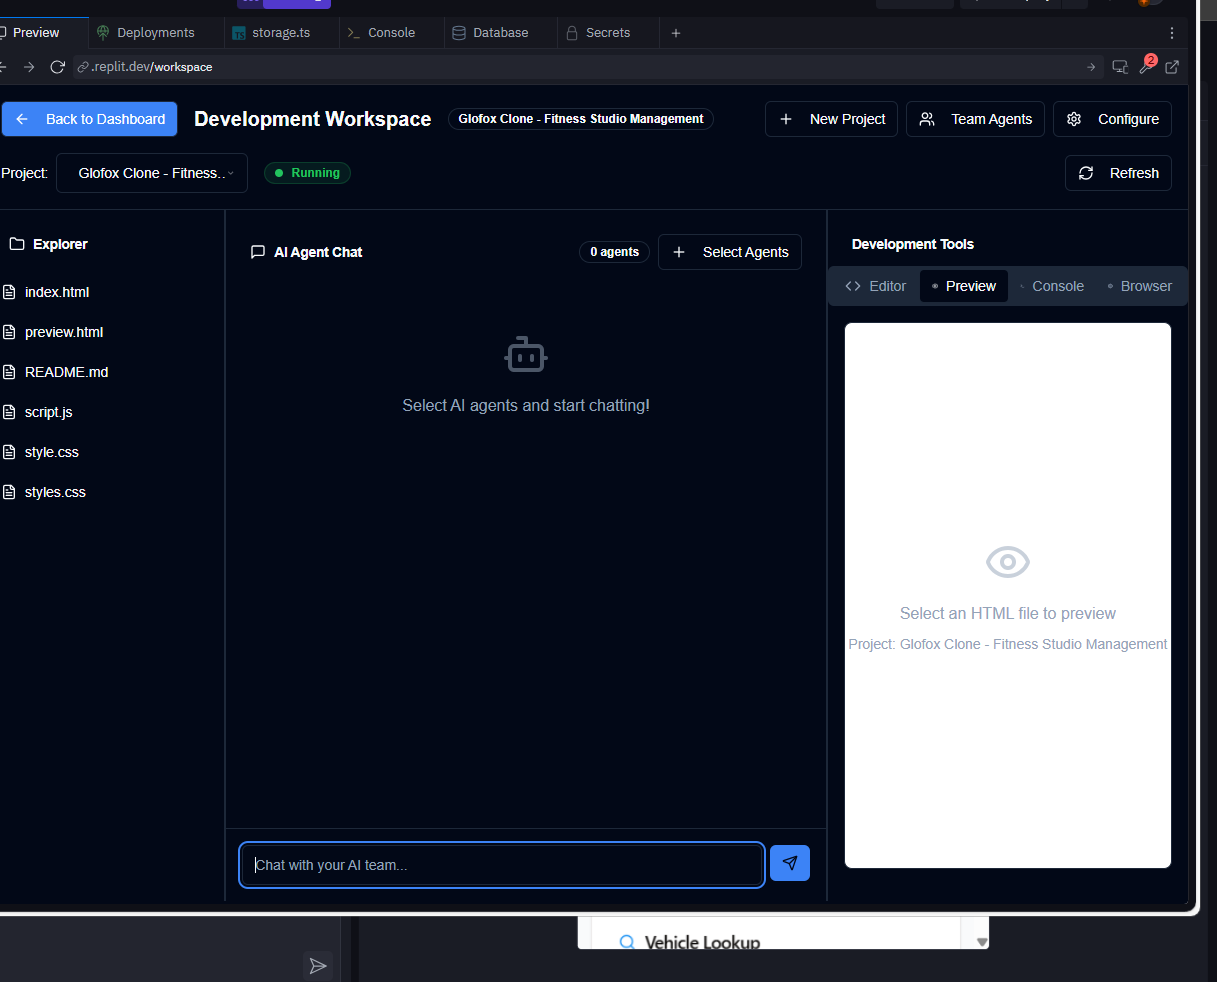 Preview
Deployments
storage.ts
Console
Database
Secrets
.replit.dev/workspace
2
Back to Dashboard
Development Workspace
Glofox Clone - Fitness Studio Management
New Project
Team Agents
Configure
Project:
Glofox Clone - Fitness..
Running
Refresh
Explorer
index.html
preview.html
README.md
script.js
style.css
styles.css
AI Agent Chat
0 agents
Select Agents
Select AI agents and start chatting!
Chat with your AI team...
Development Tools
Editor
Preview
Console
Browser
Select an HTML file to preview
Project: Glofox Clone - Fitness Studio Management
Vehicle Lookup